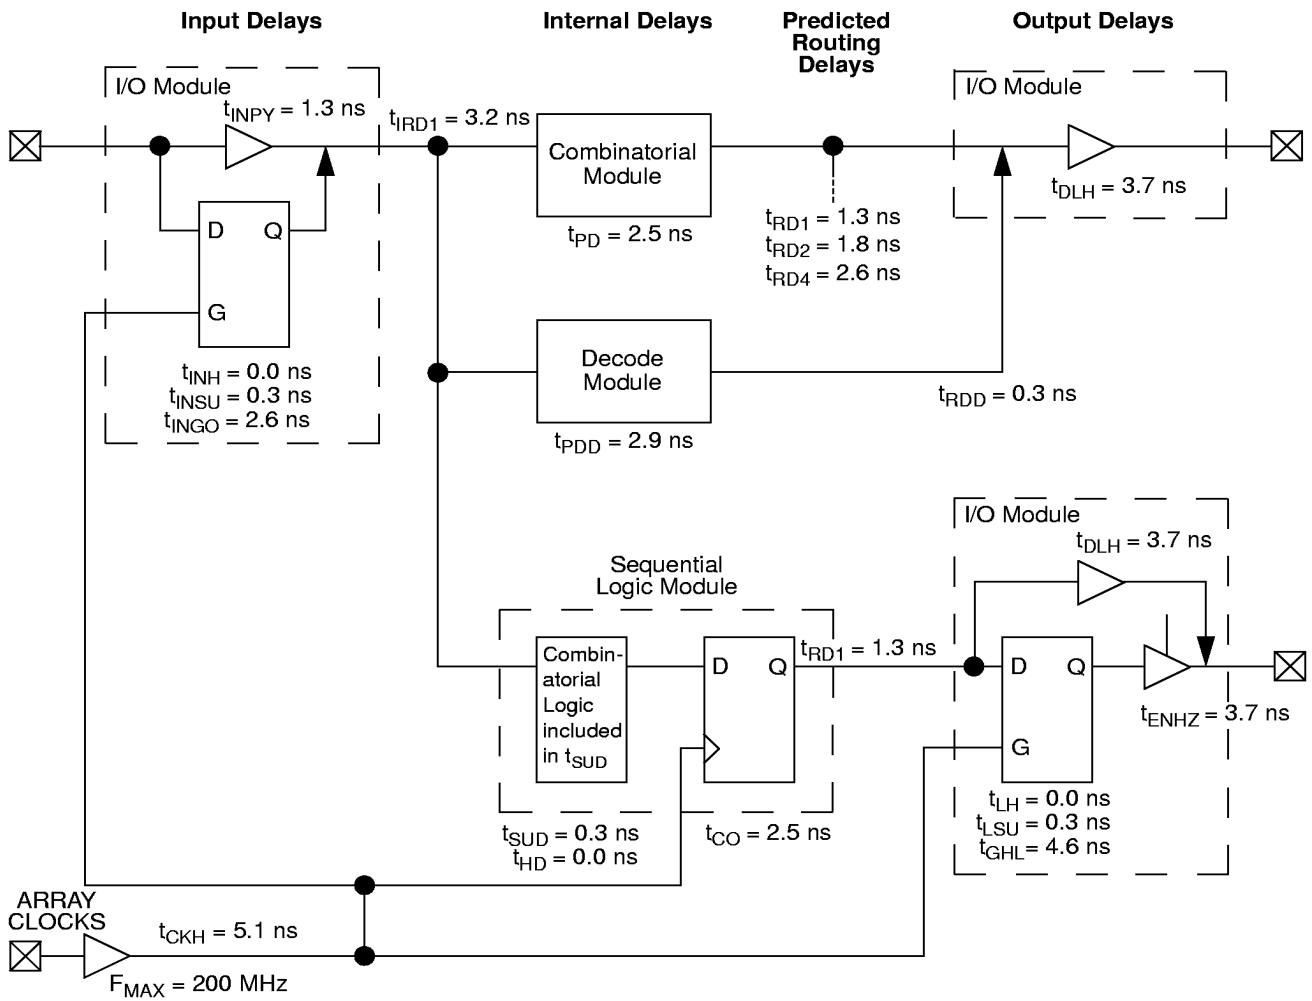 Input Delays
Internal Delays
Predicted
Routing
Delays
Output Delays
I/O Module
tINPY = 1.3 ns
tIRD1 = 3.2 ns
Combinatorial
Module
tPD = 2.5 ns
tRD1 = 1.3 ns
tRD2 = 1.8 ns
tRD4 = 2.6 ns
I/O Module
tDLH = 3.7 ns
D
Q
G
tINH = 0.0 ns
tINSU = 0.3 ns
tINGO = 2.6 ns
Decode
Module
tPDD = 2.9 ns
tRDD = 0.3 ns
Sequential
Logic Module
Combin-
atorial
Logic
included
in tSUD
D
Q
tRD1 = 1.3 ns
tSUD = 0.3 ns
tHD = 0.0 ns
tCO = 2.5 ns
I/O Module
tDLH = 3.7 ns
D
Q
G
tENHZ = 3.7 ns
tLH = 0.0 ns
tLSU = 0.3 ns
tGHL= 4.6 ns
ARRAY
CLOCKS
tCKH = 5.1 ns
FMAX = 200 MHz